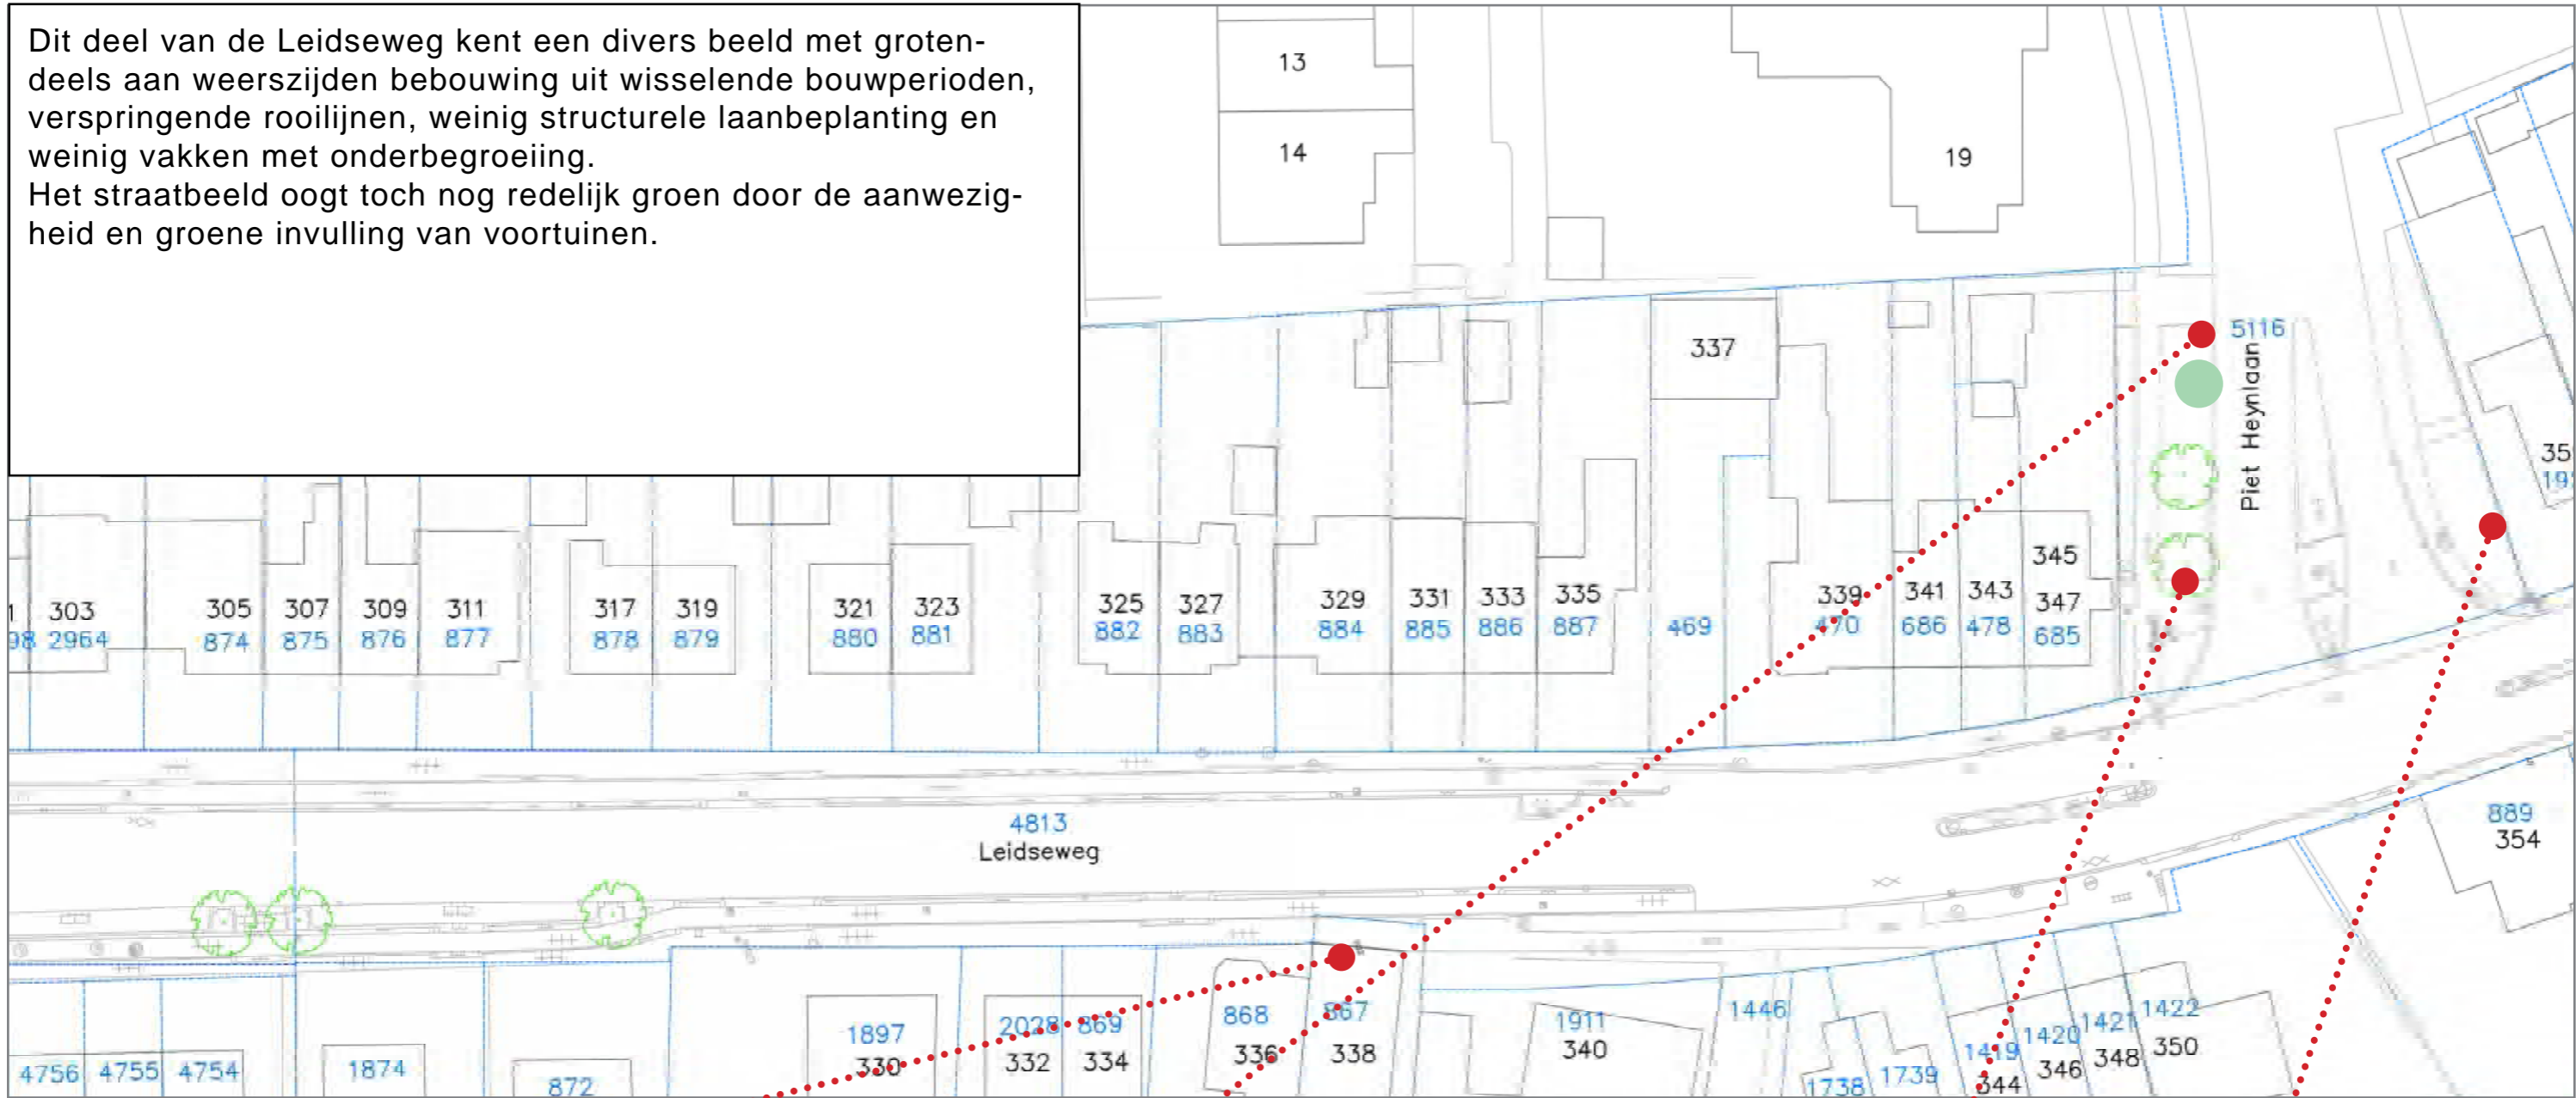 Dit deel van de Leidseweg kent een divers beeld met groten-
deels aan weerszijden bebouwing uit wisselende bouwperioden,
verspringende rooilijnen, weinig structurele laanbeplanting en
weinig vakken met onderbegroeiing.
Het straatbeeld oogt toch nog redelijk groen door de aanwezig-
heid en groene invulling van voortuinen.
13
14
19
337
5116
Piet Heynlaan
35
19
1 303 305 307 309 311 317 319 321 323 325 327 329 331 333 335 339 341 343 345
347
98 2964 874 875 876 877 878 879 880 881 882 883 884 885 886 887 469 470 686 478 685
4813
Leidseweg
889
354
1897 2028 869 868 867 1911 1446 1419 1420 1421 1422
330 332 334 336 338 340 344 346 348 350
4756 4755 4754 1874 872 1738 1739